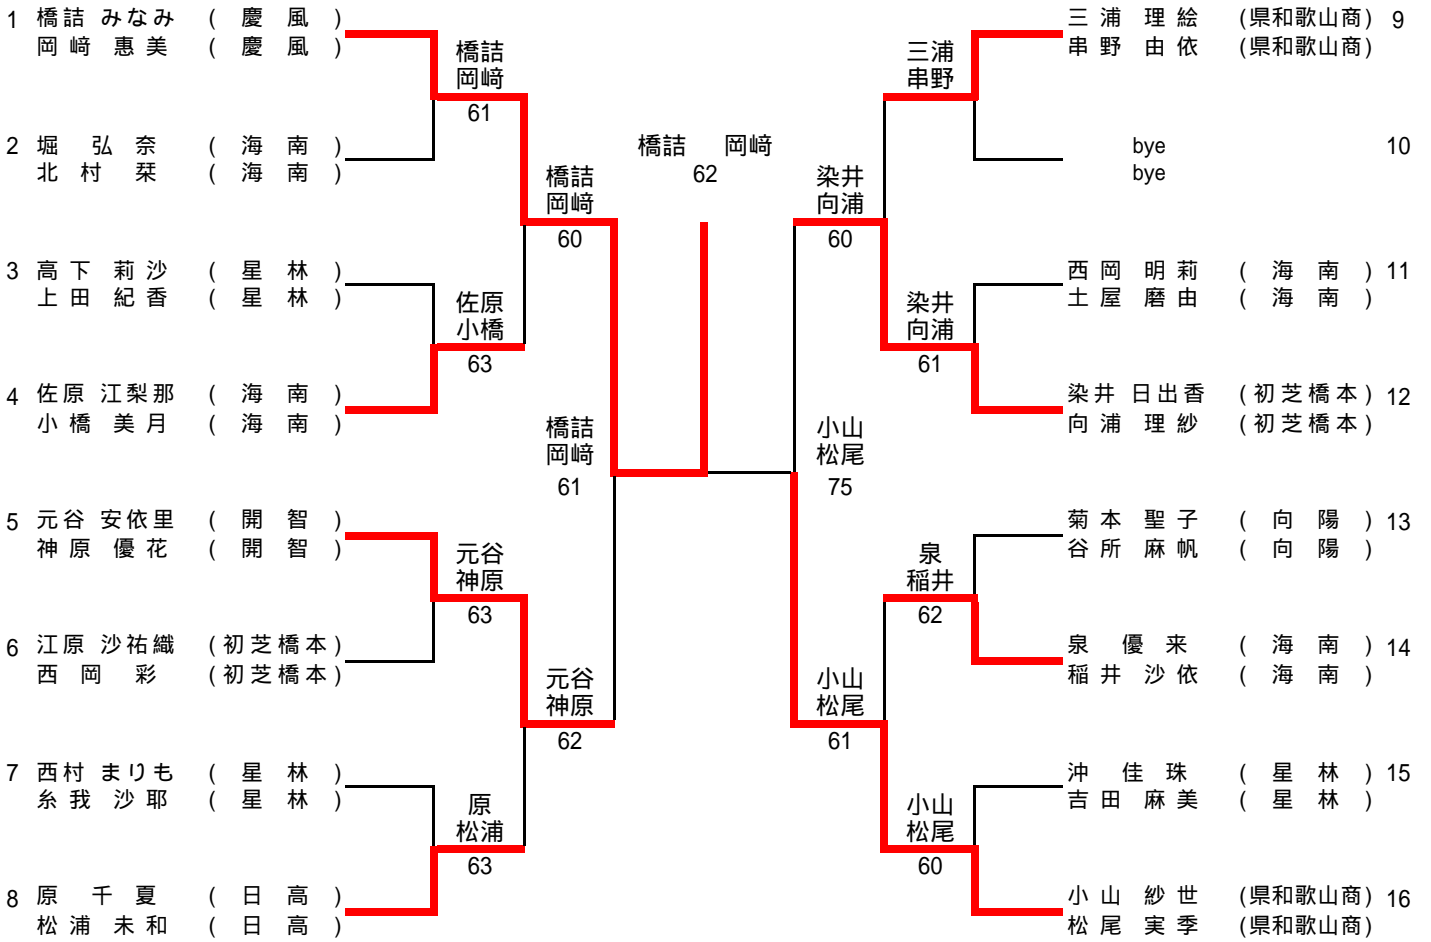 1 橋詰 みなみ ( 慶 風 )
岡﨑 惠美 ( 慶 風 )
2 堀 弘奈 ( 海 南 )
北村 栞 ( 海 南 )
3 高下 莉沙 ( 星 林 )
上田 紀香 ( 星 林 )
4 佐原 江梨那 ( 海 南 )
小橋 美月 ( 海 南 )
5 元谷 安依里 ( 開 智 )
神原 優花 ( 開 智 )
6 江原 沙祐織 (初芝橋本)
西岡 彩 (初芝橋本)
7 西村 まりも ( 星 林 )
糸我 沙耶 ( 星 林 )
8 原 千夏 ( 日 高 )
松浦 未和 ( 日 高 )
橋詰
岡﨑
61
佐原
小橋
63
元谷
神原
63
原
松浦
63
橋詰
岡﨑
60
元谷
神原
62
橋詰
岡﨑
61
橋詰 岡﨑
62
小山
松尾
75
染井
向浦
60
小山
松尾
61
三浦
串野
染井
向浦
61
泉
稲井
62
小山
松尾
60
三浦 理絵 (県和歌山商) 9
串野 由依 (県和歌山商)
bye 10
bye
西岡 明莉 ( 海 南 ) 11
土屋 磨由 ( 海 南 )
染井 日出香 (初芝橋本) 12
向浦 理紗 (初芝橋本)
菊本 聖子 ( 向 陽 ) 13
谷所 麻帆 ( 向 陽 )
泉 優来 ( 海 南 ) 14
稲井 沙依 ( 海 南 )
沖 佳珠 ( 星 林 ) 15
吉田 麻美 ( 星 林 )
小山 紗世 (県和歌山商) 16
松尾 実季 (県和歌山商)